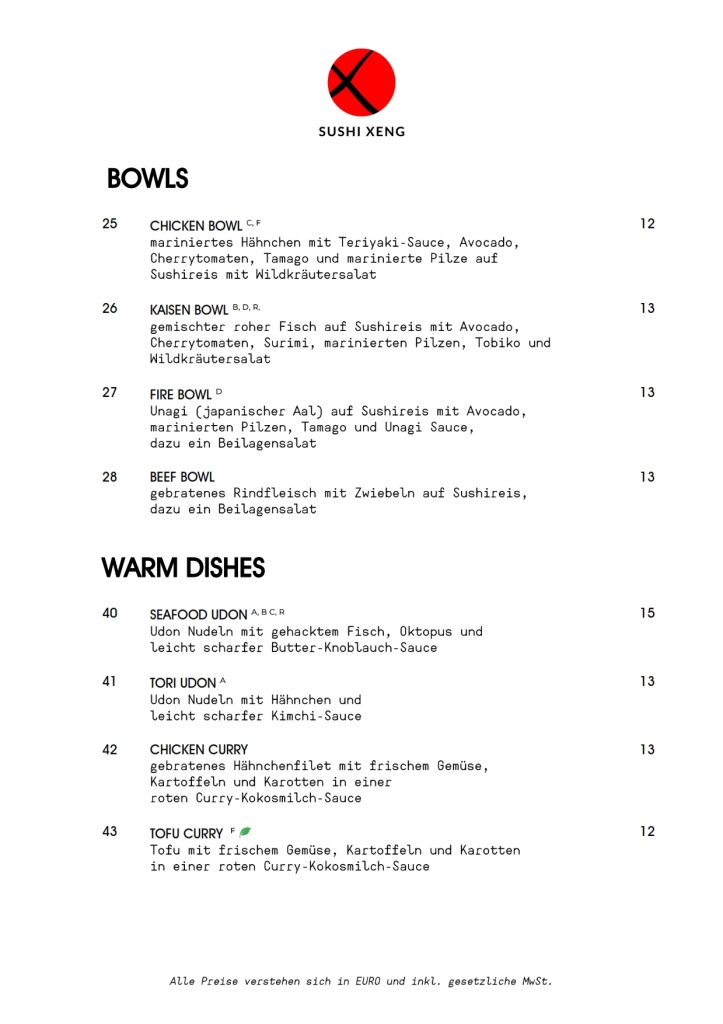 SUSHI XENG
BOWLS
25 CHICKEN BOWL C, F 12
mariniertes Hähnchen mit Teriyaki-Sauce, Avocado,
Cherrytomaten, Tamago und marinierte Pilze auf
Sushireis mit Wildkräutersalat
26 KAISEN BOWL B, D, R, 13
gemischter roher Fisch auf Sushireis mit Avocado,
Cherrytomaten, Surimi, marinierten Pilzen, Tobiko und
Wildkräutersalat
27 FIRE BOWL D 13
Unagi (japanischer Aal) auf Sushireis mit Avocado,
marinierten Pilzen, Tamago und Unagi Sauce,
dazu ein Beilagensalat
28 BEEF BOWL 13
gebratenes Rindfleisch mit Zwiebeln auf Sushireis,
dazu ein Beilagensalat
WARM DISHES
40 SEAFOOD UDON A, B C, R 15
Udon Nudeln mit gehacktem Fisch, Oktopus und
leicht scharfer Butter-Knoblauch-Sauce
41 TORI UDON A 13
Udon Nudeln mit Hähnchen und
leicht scharfer Kimchi-Sauce
42 CHICKEN CURRY 13
gebratenes Hähnchenfilet mit frischem Gemüse,
Kartoffeln und Karotten in einer
roten Curry-Kokosmilch-Sauce
43 TOFU CURRY F 12
Tofu mit frischem Gemüse, Kartoffeln und Karotten
in einer roten Curry-Kokosmilch-Sauce
Alle Preise verstehen sich in EURO und inkl. gesetzliche MwSt.